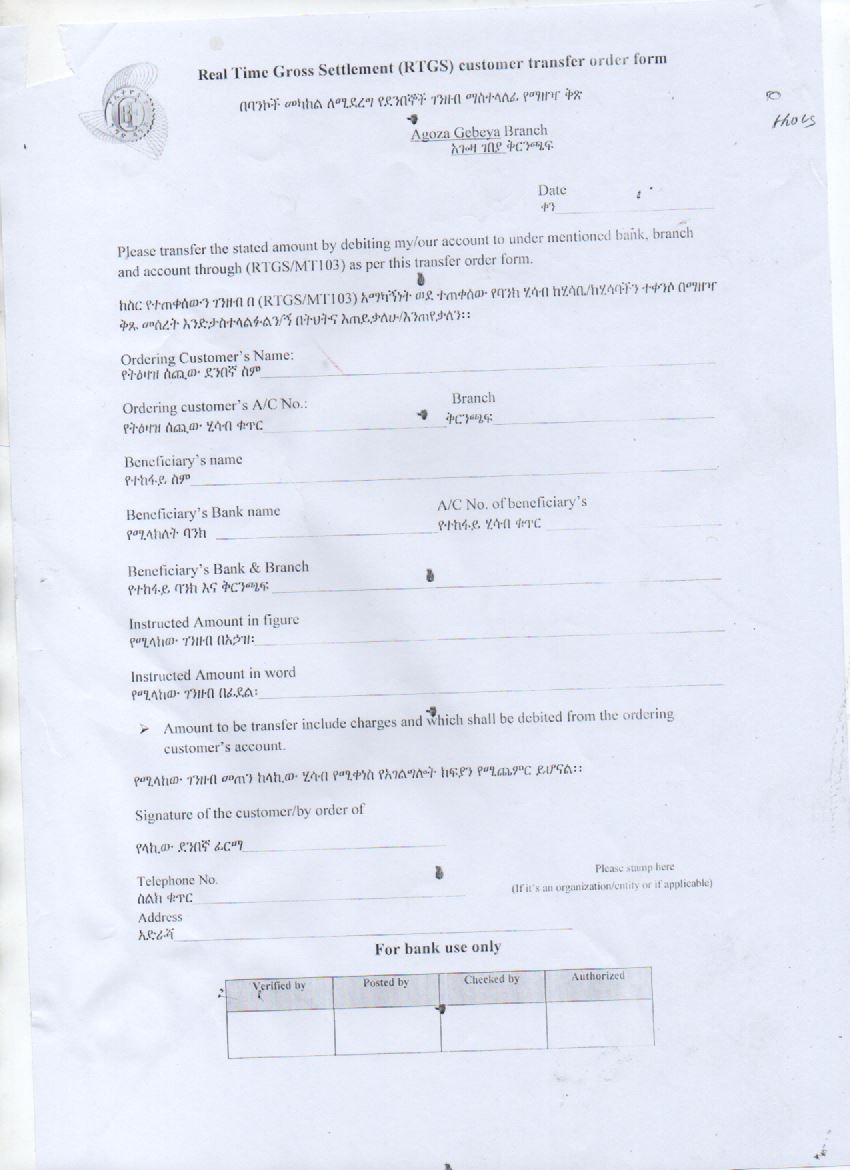 Real Time Gross Settlement (RTGS) customer transfer order form
በባንኮች መካከል ለሚደረግ የደንበኞች ገንዘብ ማስተላለፊ የማዘዣ ቅጽ
Agoza Gebeya Branch
አጐዛ ገበያ ቅርንጫፍ
Date
ቀን
Please transfer the stated amount by debiting my/our account to under mentioned bank, branch
and account through (RTGS/MT103) as per this transfer order form.
ከስር የተጠቀሰውን ገንዘብ በ (RTGS/MT103) አማካኝነት ወደ ተጠቀሰው የባንክ ሂሳብ ከሂሳቤ/ከሂሳባችን ተቀንሶ በማዘዣ
ቅጹ መሰረት እንድታስተላልፉልን/ኝ በትህትና እጠይቃለሁ/እንጠየቃለን፡፡
Ordering Customer's Name:
የትዕዛዝ ሰጪው ደንበኛ ስም
Ordering customer's A/C No.: Branch
የትዕዛዝ ሰጪው ሂሳብ ቁጥር ቅርንጫፍ
Beneficiary's name
የተከፋይ ስም
Beneficiary's Bank name A/C No. of beneficiary's
የሚላክለት ባንክ የተከፋይ ሂሳብ ቁጥር
Beneficiary's Bank & Branch
የተከፋይ ባንክ እና ቅርንጫፍ
Instructed Amount in figure
የሚላከው ገንዘብ በአኃዝ፡
Instructed Amount in word
የሚላከው ገንዘብ በፊደል፡
➢ Amount to be transfer include charges and which shall be debited from the ordering
customer's account.
የሚላከው ገንዘብ መጠን ከላኪው ሂሳብ የሚቀነስ የአገልግሎት ክፍያን የሚጨምር ይሆናል፡፡
Signature of the customer/by order of
የላኪው ደንበኛ ፊርማ
Telephone No.
ስልክ ቁጥር
Please stamp here
(If it's an organization/entity or if applicable)
Address
አድራሻ
For bank use only
Verified by Posted by Checked by Authorized